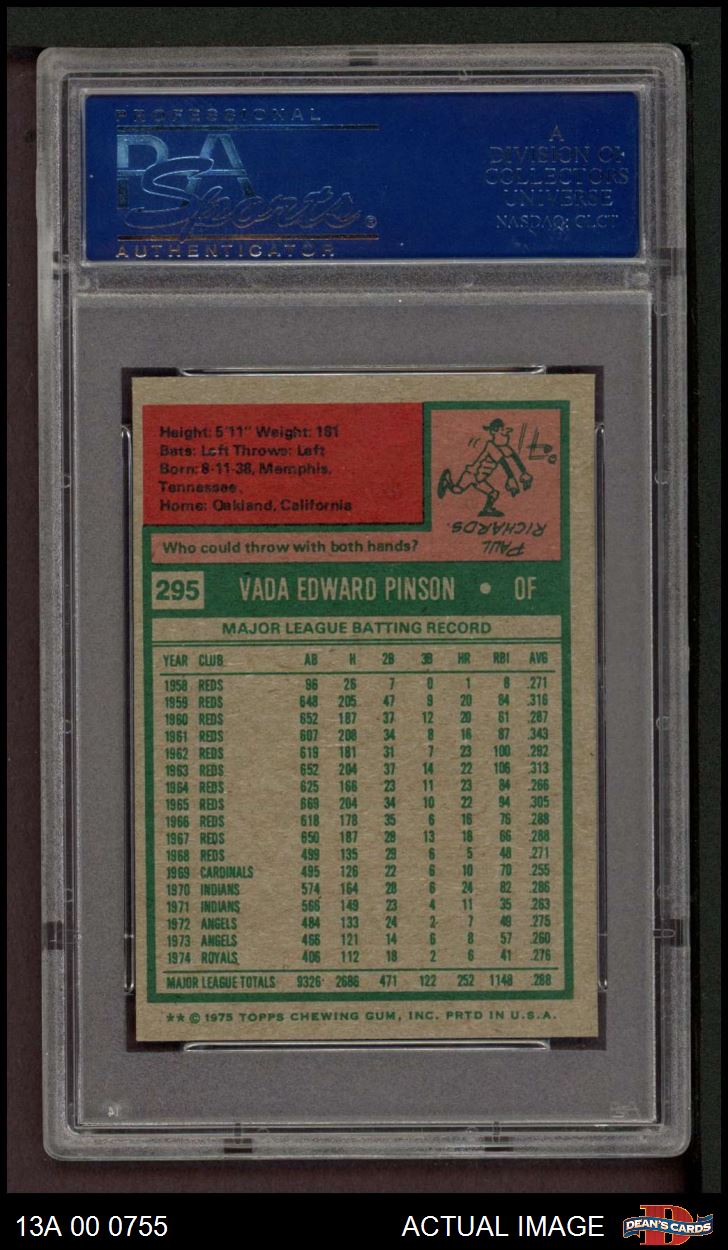 PROFESSIONAL
PSA
Sports ®
AUTHENTICATOR
A
DIVISION OF
COLLECTORS
UNIVERSE
NASDAQ: CLCT
Height: 5'11" Weight: 181
Bats: Left Throws: Left
Born: 8-11-38, Memphis,
Tennessee
Home: Oakland, California
PAUL
RICHARDS.
Who could throw with both hands?
295 VADA EDWARD PINSON • OF
MAJOR LEAGUE BATTING RECORD
YEAR CLUB AB H 2B 3B HR RBI AVG
1958 REDS 96 26 7 0 1 8 .271
1959 REDS 648 205 47 9 20 84 .316
1960 REDS 652 187 37 12 20 61 .287
1961 REDS 607 208 34 8 16 87 .343
1962 REDS 619 181 31 7 23 100 .292
1963 REDS 652 204 37 14 22 106 .313
1964 REDS 625 166 23 11 23 84 .266
1965 REDS 669 204 34 10 22 94 .305
1966 REDS 618 178 35 6 16 76 .288
1967 REDS 650 187 28 13 18 66 .288
1968 REDS 499 135 29 6 5 48 .271
1969 CARDINALS 495 126 22 6 10 70 .255
1970 INDIANS 574 164 28 6 24 82 .286
1971 INDIANS 566 149 23 4 11 35 .263
1972 ANGELS 484 133 24 2 7 49 .275
1973 ANGELS 466 121 14 6 8 57 .260
1974 ROYALS 406 112 18 2 6 41 .276
MAJOR LEAGUE TOTALS 9326 2686 471 122 252 1148 .288
** © 1975 TOPPS CHEWING GUM, INC. PRTD IN U.S.A.
13A 00 0755 ACTUAL IMAGE
DEAN'S CARDS